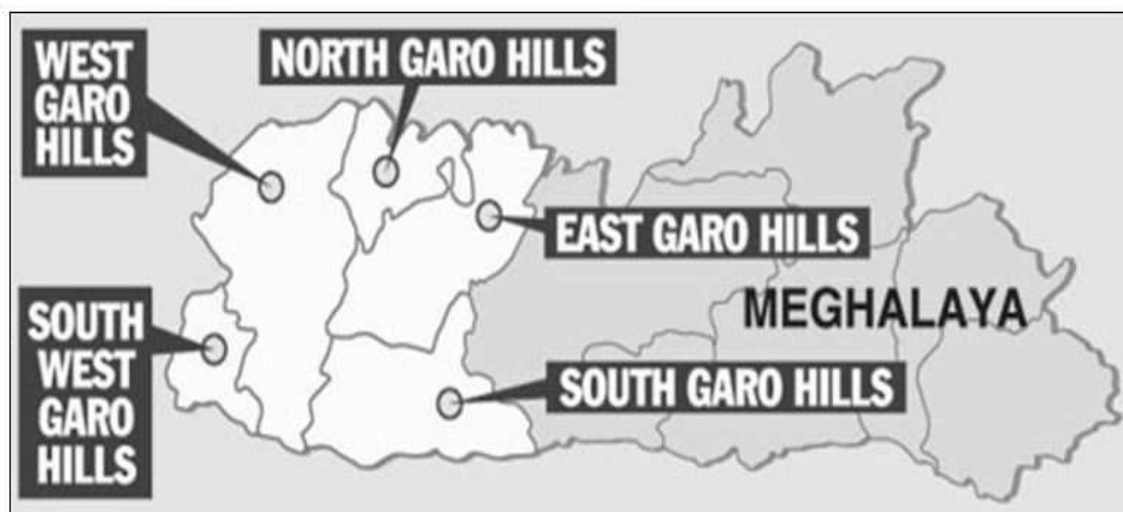 WEST
GARO
HILLS
NORTH GARO HILLS
EAST GARO HILLS
MEGHALAYA
SOUTH
WEST
GARO
HILLS
SOUTH GARO HILLS